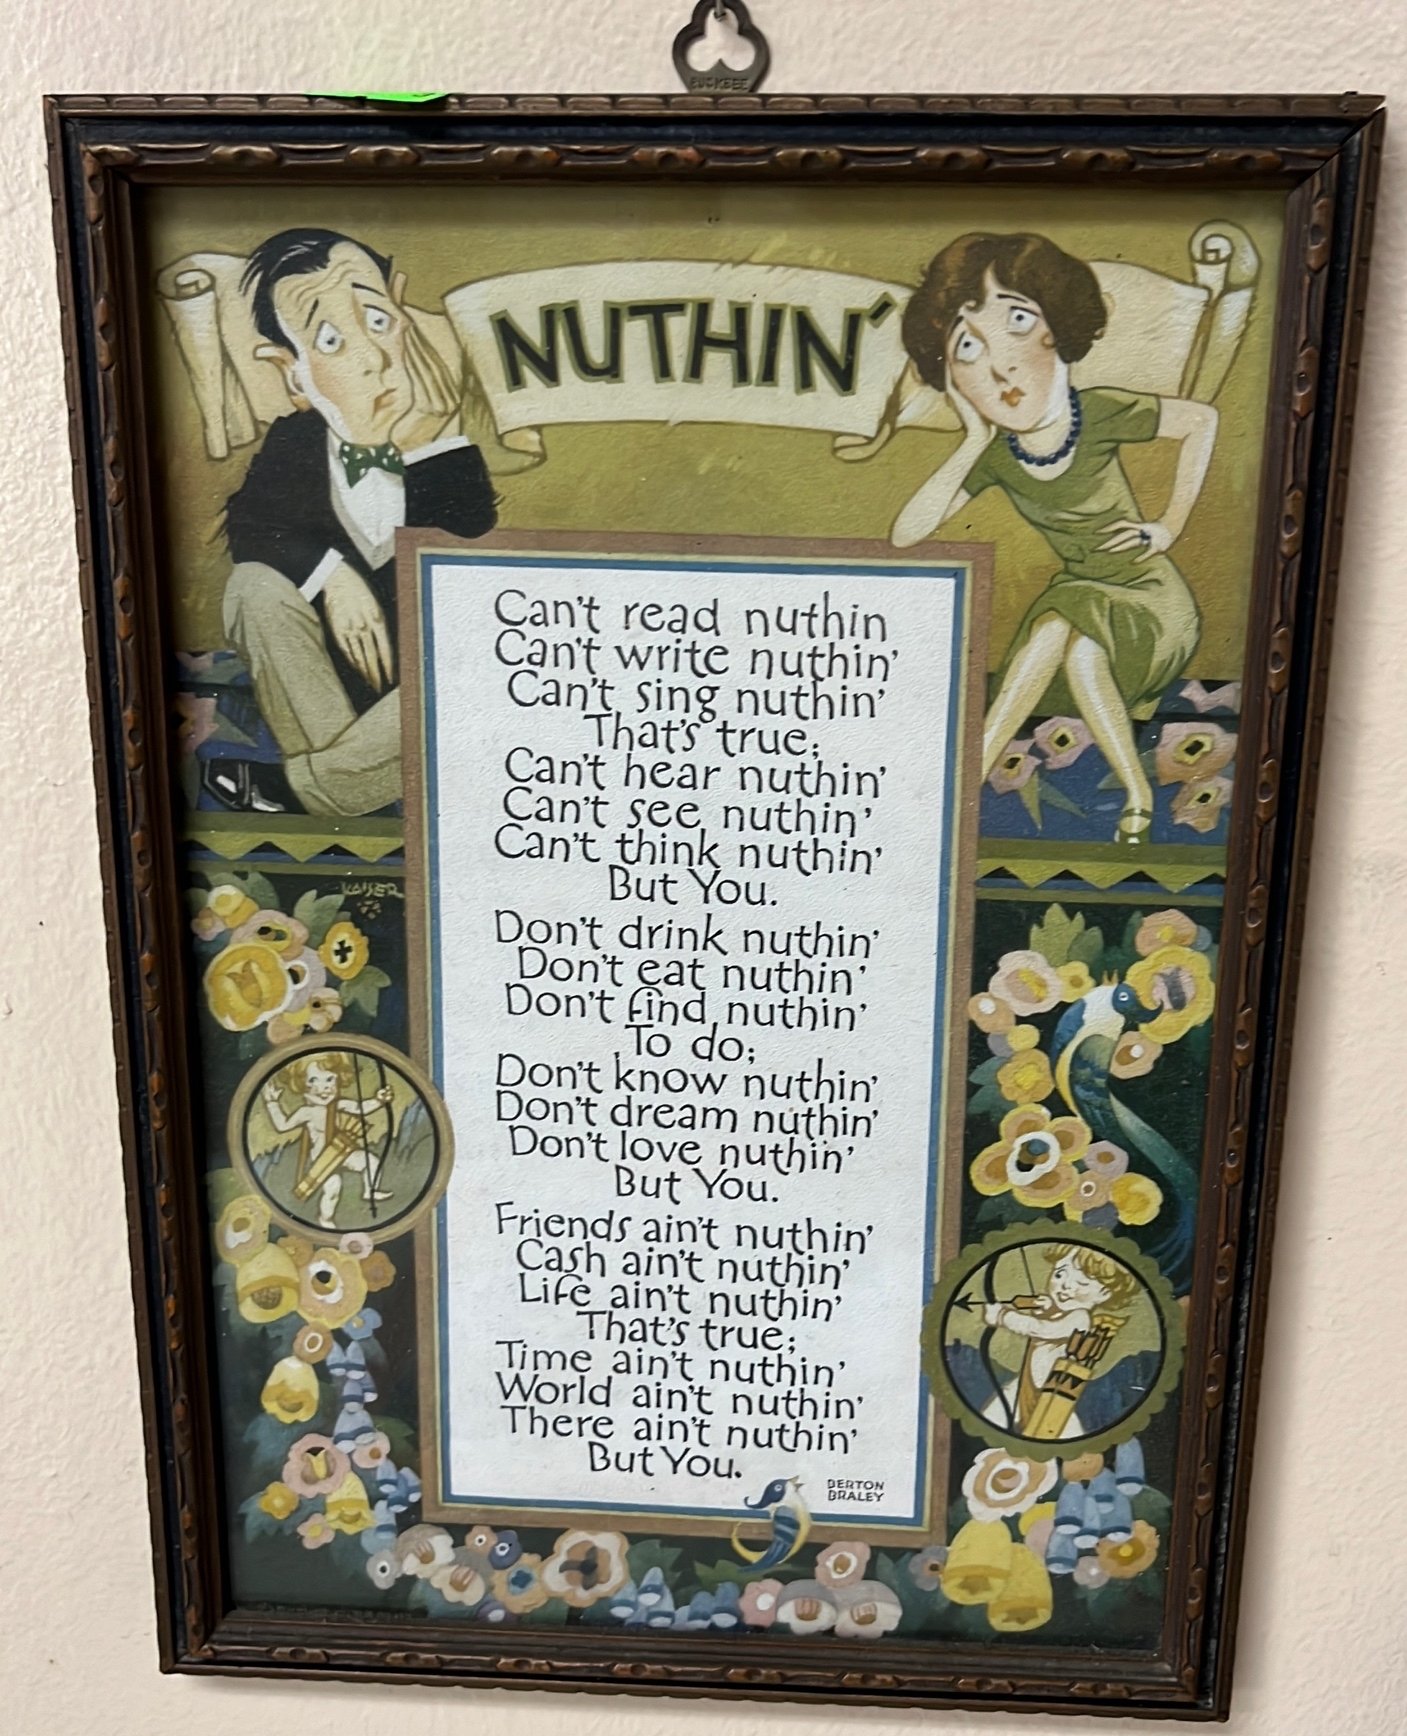 BUCKEBE
NUTHIN'
Can't read nuthin
Can't write nuthin'
Can't sing nuthin'
That's true;
Can't hear nuthin'
Can't see nuthin'
Can't think nuthin'
But You.
Don't drink nuthin'
Don't eat nuthin'
Don't find nuthin'
To do;
Don't know nuthin'
Don't dream nuthin'
Don't love nuthin'
But You.
Friends ain't nuthin'
Cash ain't nuthin'
Life ain't nuthin'
That's true;
Time ain't nuthin'
World ain't nuthin'
There ain't nuthin'
But You.
BERTON
BRALEY
KAISER